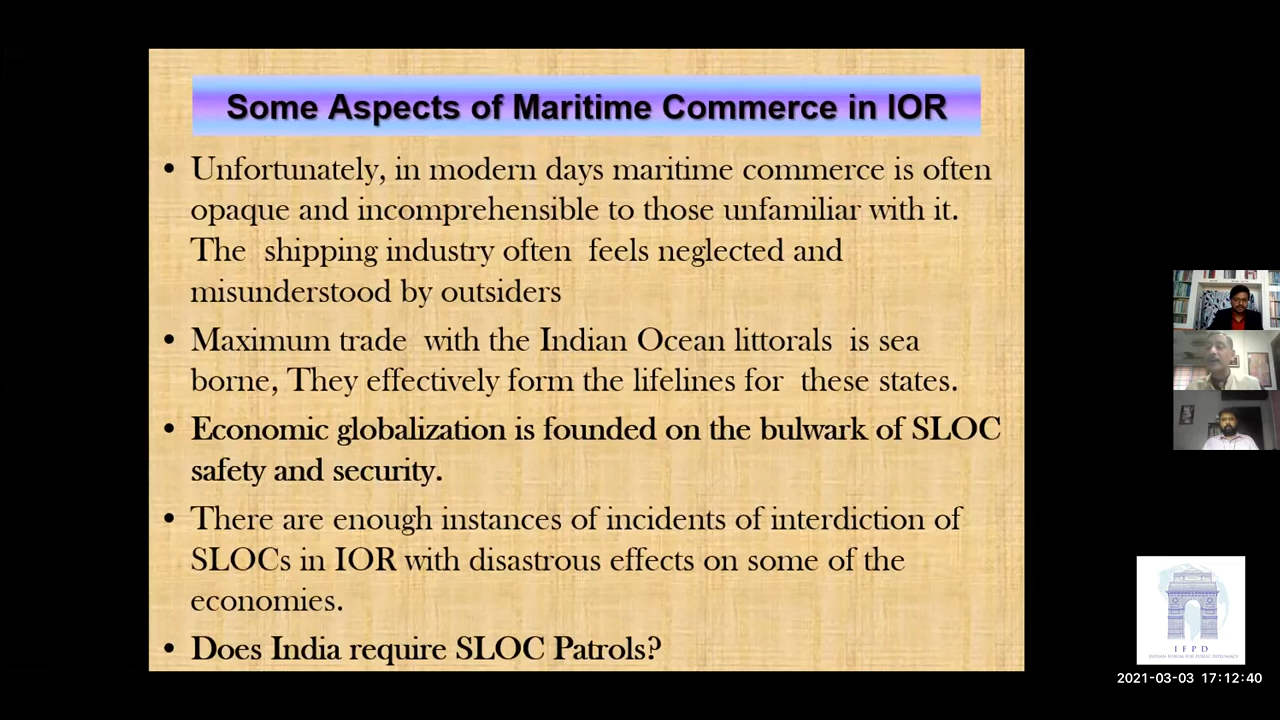 Some Aspects of Maritime Commerce in IOR
• Unfortunately, in modern days maritime commerce is often
opaque and incomprehensible to those unfamiliar with it.
The shipping industry often feels neglected and
misunderstood by outsiders
• Maximum trade with the Indian Ocean littorals is sea
borne, They effectively form the lifelines for these states.
• Economic globalization is founded on the bulwark of SLOC
safety and security.
• There are enough instances of incidents of interdiction of
SLOCs in IOR with disastrous effects on some of the
economies.
• Does India require SLOC Patrols?
IFPD
INDIAN FORUM FOR PUBLIC DIPLOMACY
2021-03-03 17:12:40